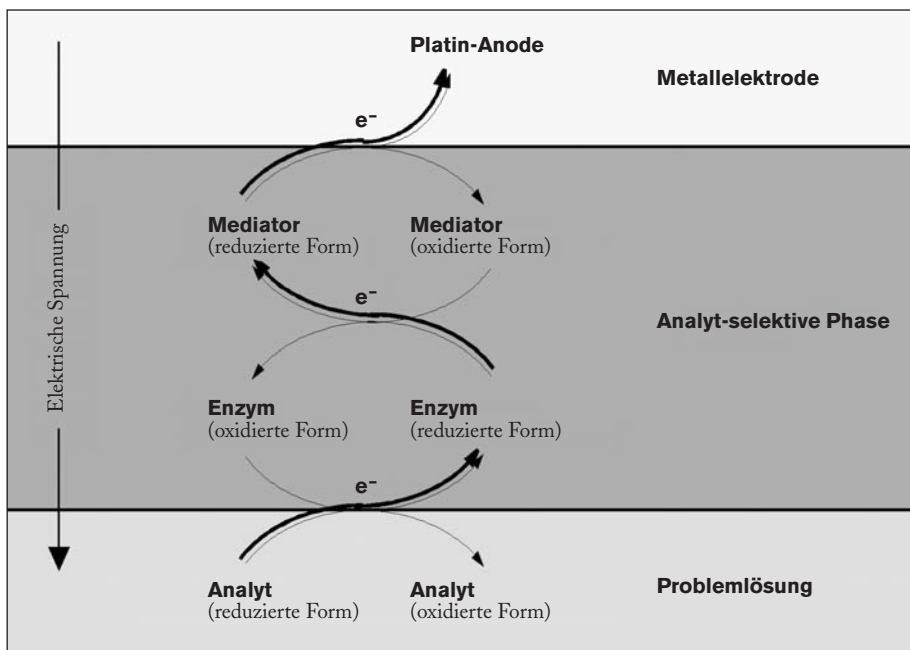 Platin-Anode
Metallelektrode
e⁻
Mediator
(reduzierte Form)
Mediator
(oxidierte Form)
Elektrische Spannung
e⁻
Analyt-selektive Phase
Enzym
(oxidierte Form)
Enzym
(reduzierte Form)
e⁻
Analyt
(reduzierte Form)
Analyt
(oxidierte Form)
Problemlösung